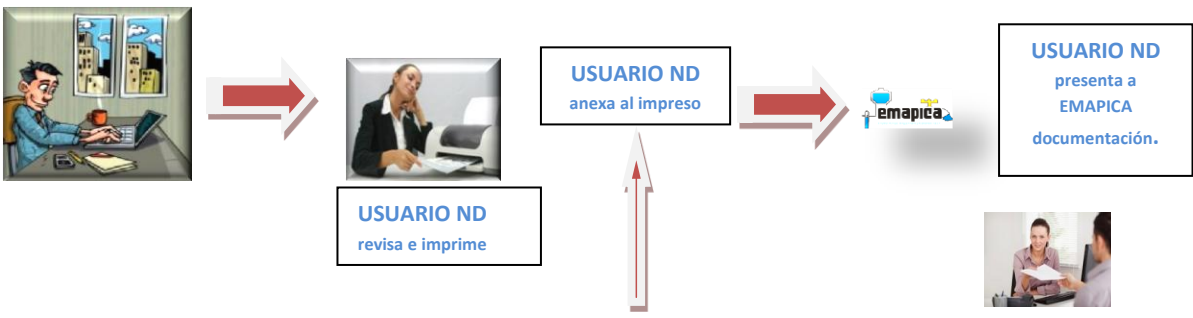 USUARIO ND
revisa e imprime
USUARIO ND
anexa al impreso
emapica
USUARIO ND
presenta a
EMAPICA
documentación.